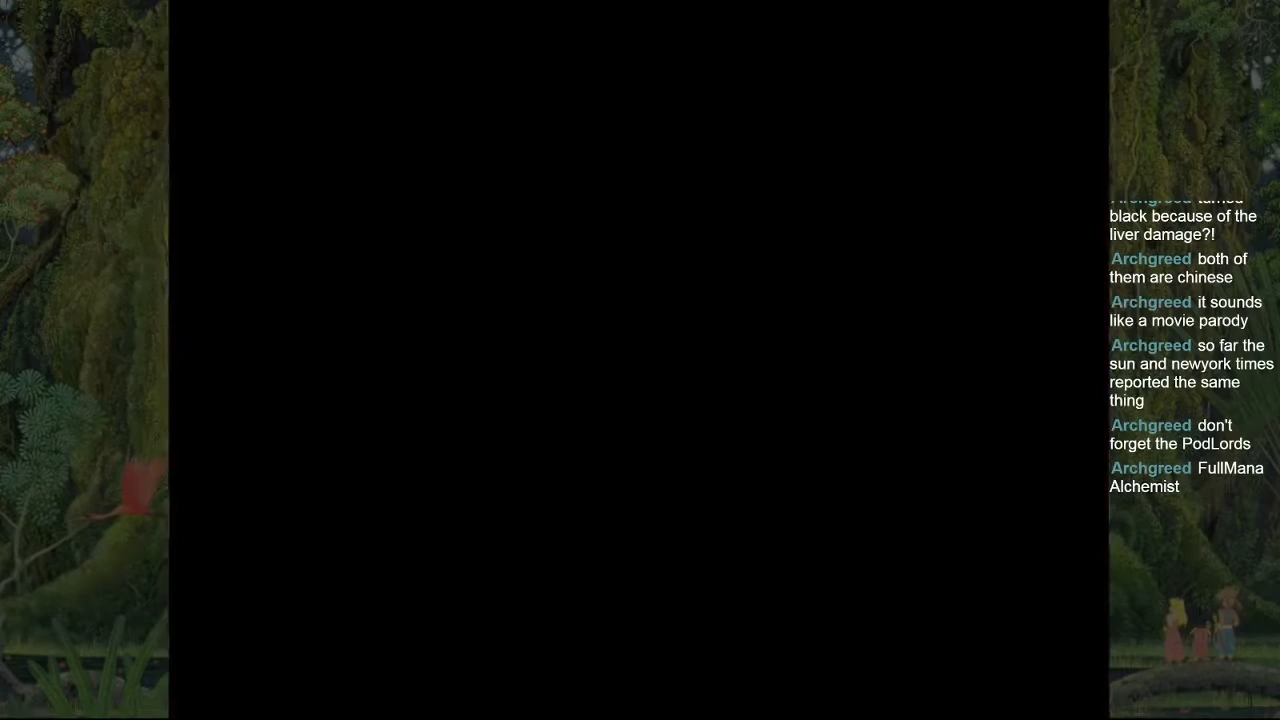 black because of the
liver damage?!
Archgreed both of
them are chinese
Archgreed it sounds
like a movie parody
Archgreed so far the
sun and newyork times
reported the same
thing
Archgreed don't
forget the PodLords
Archgreed FullMana
Alchemist